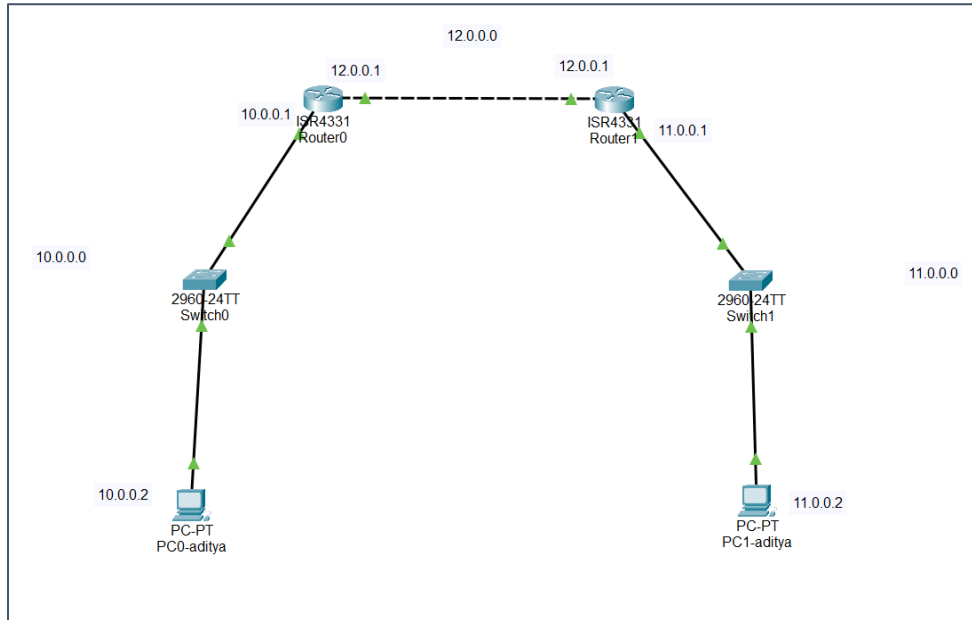 12.0.0.0
12.0.0.1
12.0.0.1
10.0.0.1
ISR4331
Router0
ISR4331
Router1
11.0.0.1
10.0.0.0
2960-24TT
Switch0
2960-24TT
Switch1
11.0.0.0
10.0.0.2
PC-PT
PC0-aditya
PC-PT
PC1-aditya
11.0.0.2